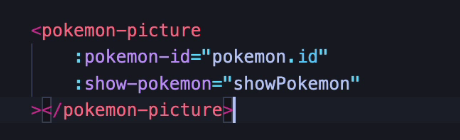 <pokemon-picture
    :pokemon-id="pokemon.id"
    :show-pokemon="showPokemon"
></pokemon-picture>